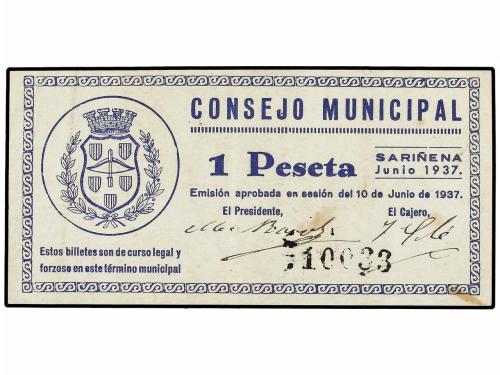 CONSEJO MUNICIPAL
1 Peseta
SARIÑENA
Junio 1937.
Emisión aprobada en sesión del 10 de Junio de 1937.
El Presidente,
El Cajero,
10033
Estos billetes son de curso legal y
forzoso en este término municipal